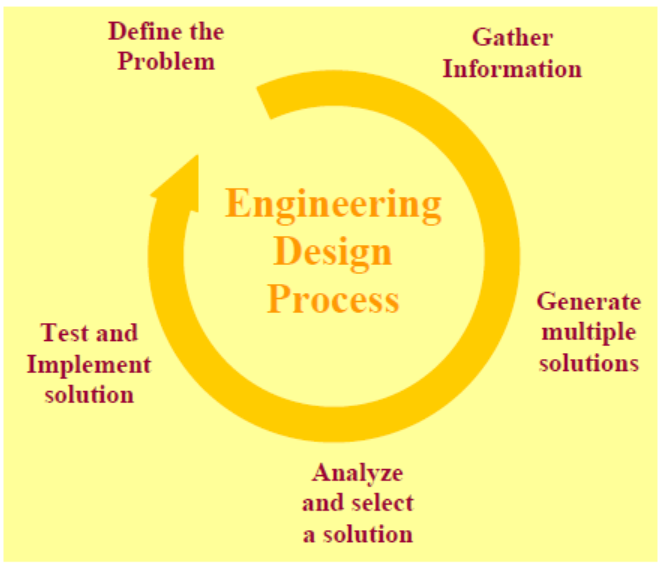 Define the
Problem
Gather
Information
Engineering
Design
Process
Generate
multiple
solutions
Test and
Implement
solution
Analyze
and select
a solution